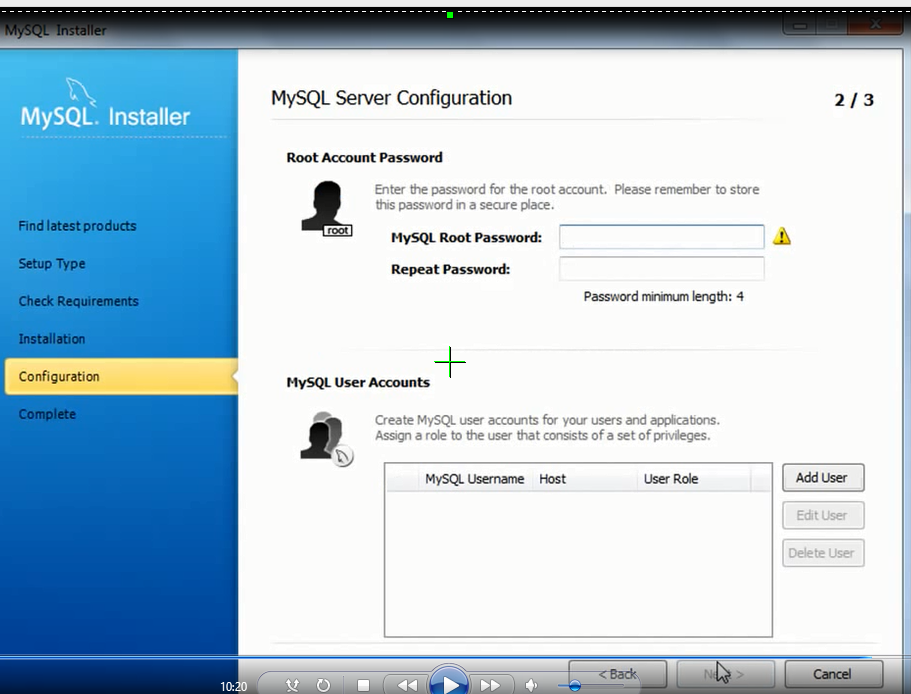 MySQL Installer
MySQL. Installer
MySQL Server Configuration
2 / 3
Root Account Password
Enter the password for the root account. Please remember to store
this password in a secure place.
root
MySQL Root Password:
Repeat Password:
Password minimum length: 4
Find latest products
Setup Type
Check Requirements
Installation
Configuration
Complete
MySQL User Accounts
Create MySQL user accounts for your users and applications.
Assign a role to the user that consists of a set of privileges.
MySQL Username Host User Role
Add User
Edit User
Delete User
10:20
< Back
Cancel